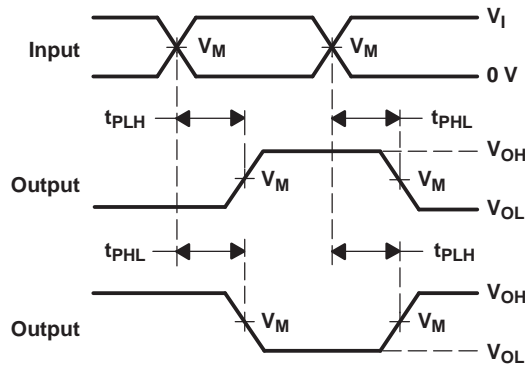 V_I
Input V_M V_M
0 V
t_PLH t_PHL
V_OH
Output V_M V_M
V_OL
t_PHL t_PLH
V_OH
Output V_M V_M
V_OL